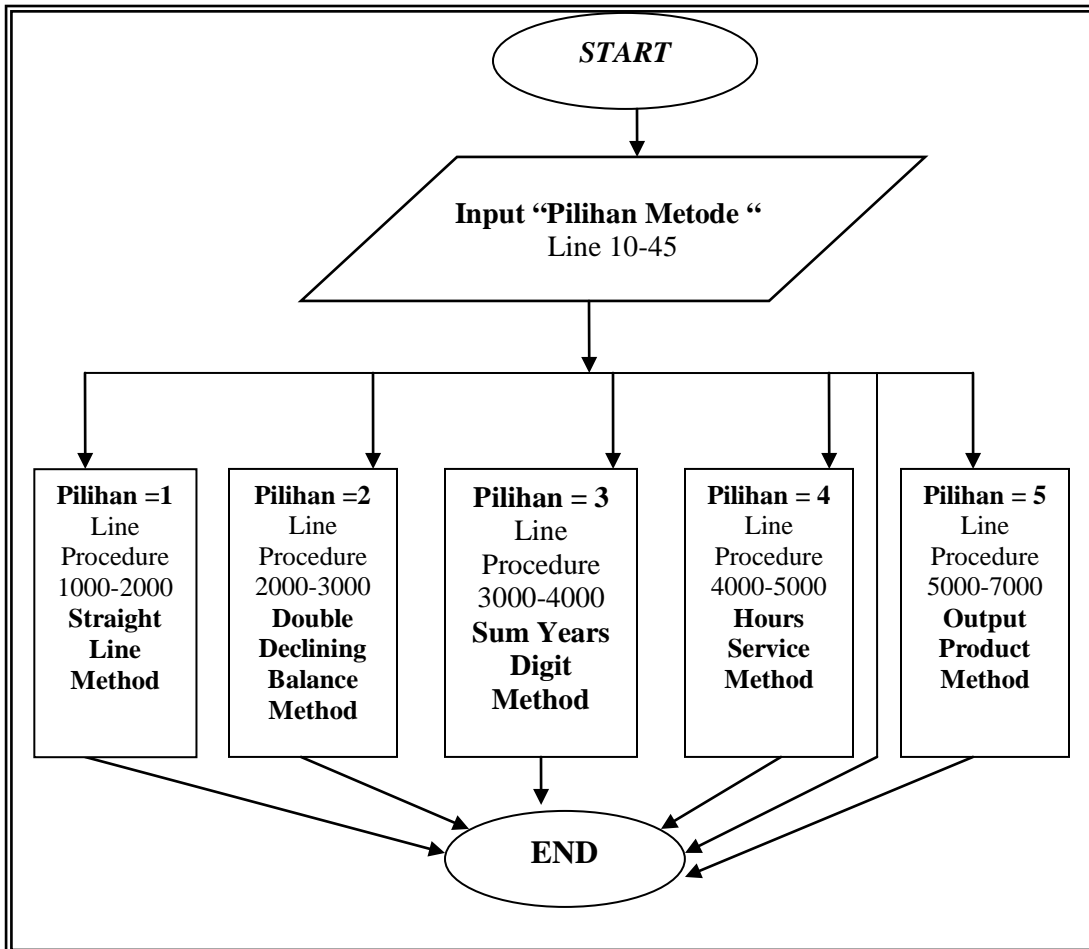 START
Input “Pilihan Metode “
Line 10-45
Pilihan =1
Line
Procedure
1000-2000
Straight
Line
Method
Pilihan =2
Line
Procedure
2000-3000
Double
Declining
Balance
Method
Pilihan = 3
Line
Procedure
3000-4000
Sum Years
Digit
Method
Pilihan = 4
Line
Procedure
4000-5000
Hours
Service
Method
Pilihan = 5
Line
Procedure
5000-7000
Output
Product
Method
END